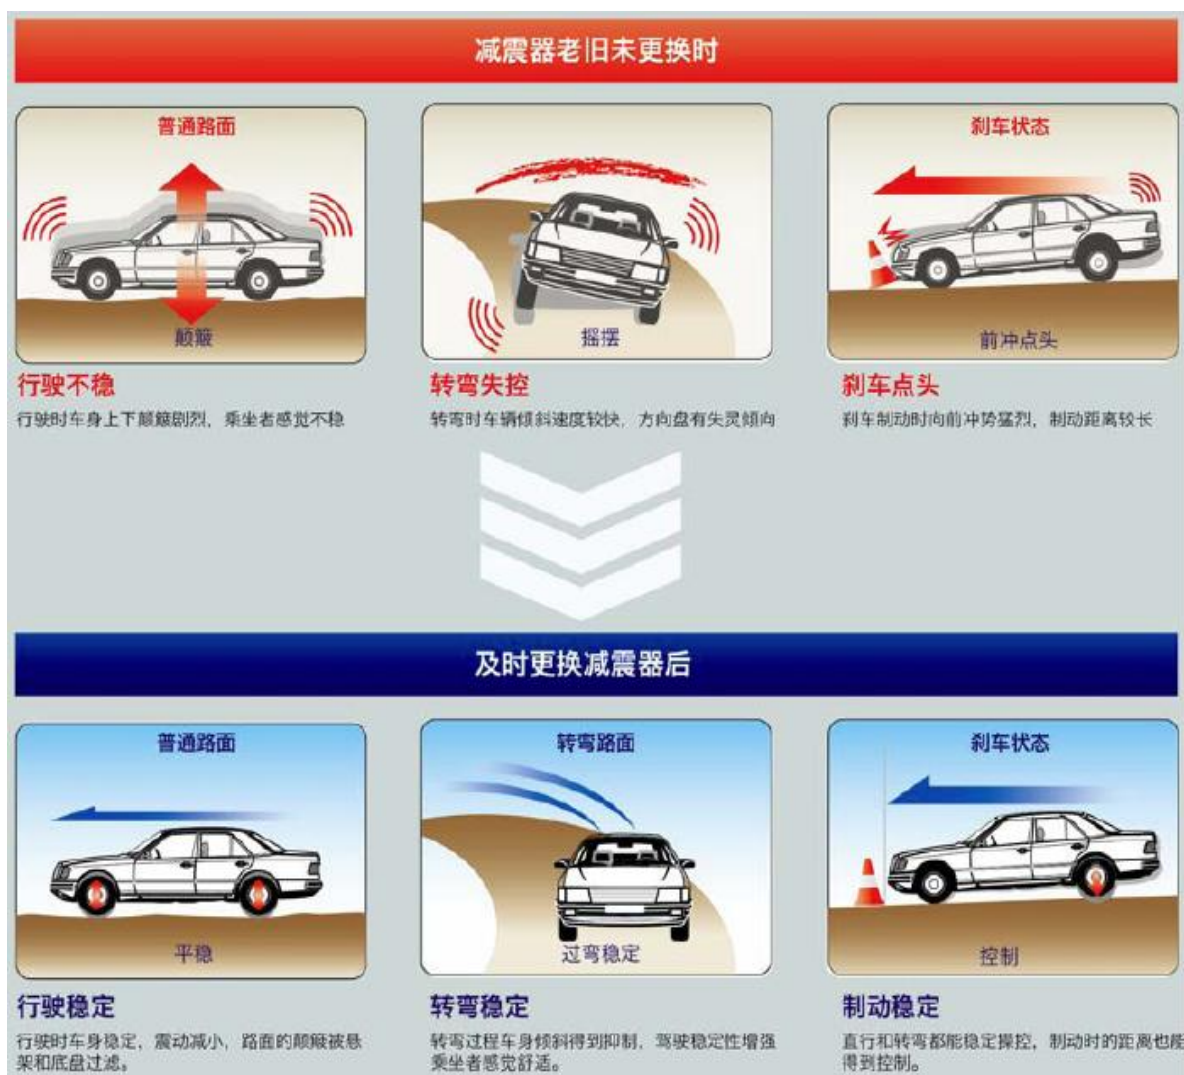 减震器老旧未更换时
普通路面
刹车状态
颠簸
摇摆
前冲点头
行驶不稳
转弯失控
刹车点头
行驶时车身上下颠簸剧烈，乘坐者感觉不稳
转弯时车辆倾斜速度较快，方向盘有失灵倾向
刹车制动时向前冲势猛烈，制动距离较长
及时更换减震器后
普通路面
转弯路面
刹车状态
平稳
过弯稳定
控制
行驶稳定
转弯稳定
制动稳定
行驶时车身稳定，震动减小，路面的颠簸被悬
架和底盘过滤。
转弯过程车身倾斜得到抑制，驾驶稳定性增强
乘坐者感觉舒适。
直行和转弯都能稳定操控，制动时的距离也能
得到控制。